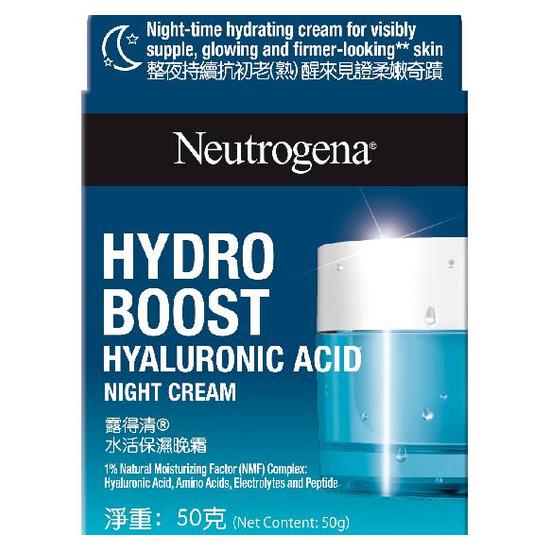 Night-time hydrating cream for visibly
supple, glowing and firmer-looking** skin
整夜持續抗初老(熟) 醒來見證柔嫩奇蹟
Neutrogena®
HYDRO
BOOST
HYALURONIC ACID
NIGHT CREAM
露得清®
水活保濕晚霜
1% Natural Moisturizing Factor (NMF) Complex:
Hyaluronic Acid, Amino Acids, Electrolytes and Peptide
淨重：50克 (Net Content: 50g)